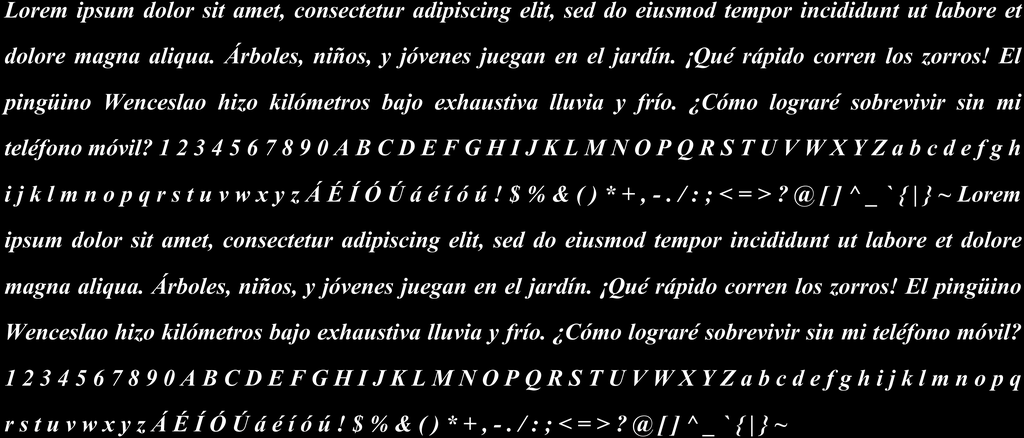 Lorem ipsum dolor sit amet, consectetur adipiscing elit, sed do eiusmod tempor incididunt ut labore et
dolore magna aliqua. Árboles, niños, y jóvenes juegan en el jardín. ¡Qué rápido corren los zorros! El
pingüino Wenceslao hizo kilómetros bajo exhaustiva lluvia y frío. ¿Cómo lograré sobrevivir sin mi
teléfono móvil? 1 2 3 4 5 6 7 8 9 0 A B C D E F G H I J K L M N O P Q R S T U V W X Y Z a b c d e f g h
i j k l m n o p q r s t u v w x y z Á É Í Ó Ú á é í ó ú ! $ % & ( ) * + , - . / : ; < = > ? @ [ ] ^ _ ` { | } ~ Lorem
ipsum dolor sit amet, consectetur adipiscing elit, sed do eiusmod tempor incididunt ut labore et dolore
magna aliqua. Árboles, niños, y jóvenes juegan en el jardín. ¡Qué rápido corren los zorros! El pingüino
Wenceslao hizo kilómetros bajo exhaustiva lluvia y frío. ¿Cómo lograré sobrevivir sin mi teléfono móvil?
1 2 3 4 5 6 7 8 9 0 A B C D E F G H I J K L M N O P Q R S T U V W X Y Z a b c d e f g h i j k l m n o p q
r s t u v w x y z Á É Í Ó Ú á é í ó ú ! $ % & ( ) * + , - . / : ; < = > ? @ [ ] ^ _ ` { | } ~